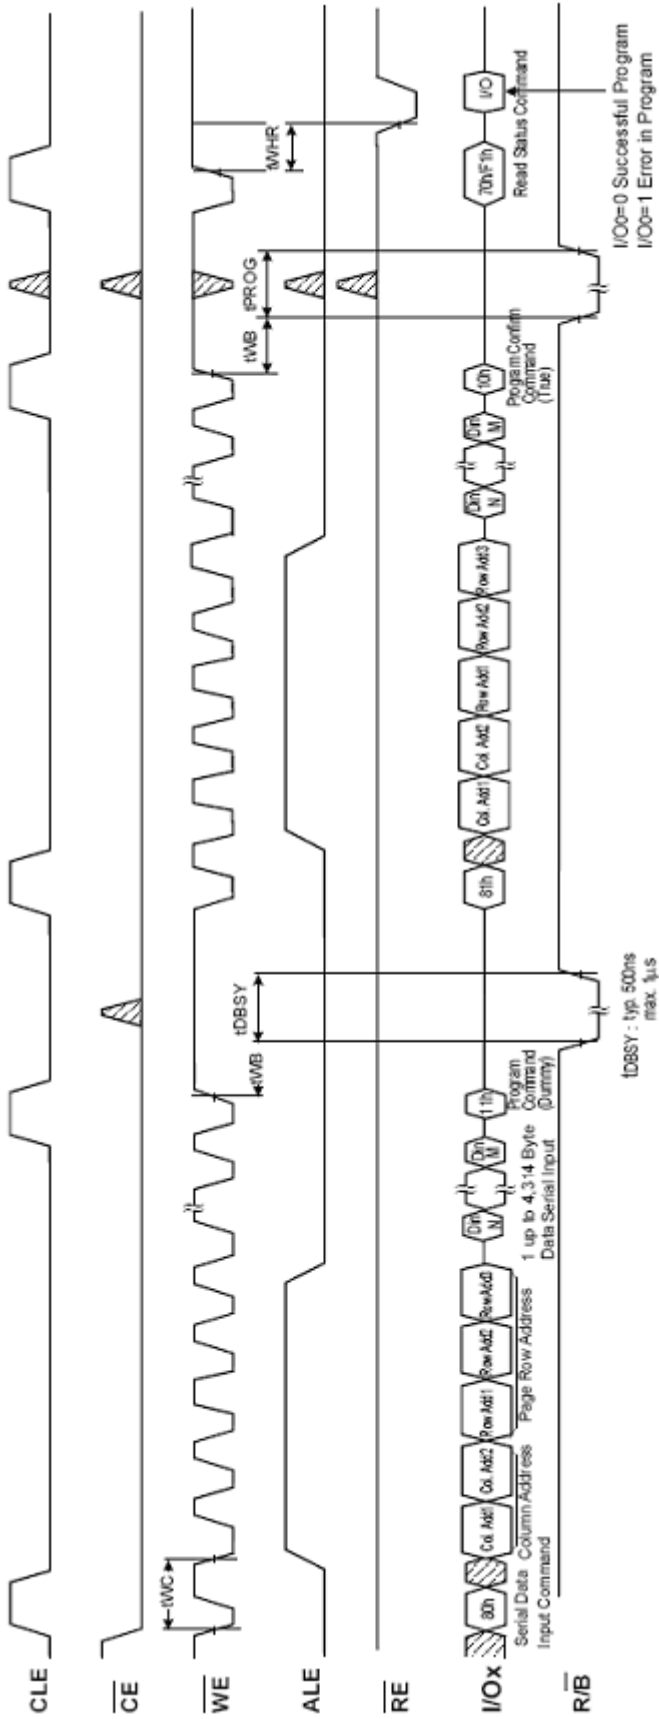 CLE
CE
WE
tWC
tWB
tDBSY
tWB
tPROG
tWHR
ALE
RE
I/Ox
80h
Col. Add1
Col. Add2
Row Add1
Row Add2
Row Add3
Din
N
Din
M
11h
81h
Col. Add1
Col. Add2
Row Add1
Row Add2
Row Add3
Din
N
Din
M
10h
70h/F1h
I/O
Serial Data
Input Command
Column Address
Page Row Address
1 up to 4,314 Byte
Data Serial Input
Program
Command
(Dummy)
Program Confirm
Command
(True)
Read Status Command
R/B
tDBSY : typ. 500ns
max. 1μs
I/O0=0 Successful Program
I/O0=1 Error in Program